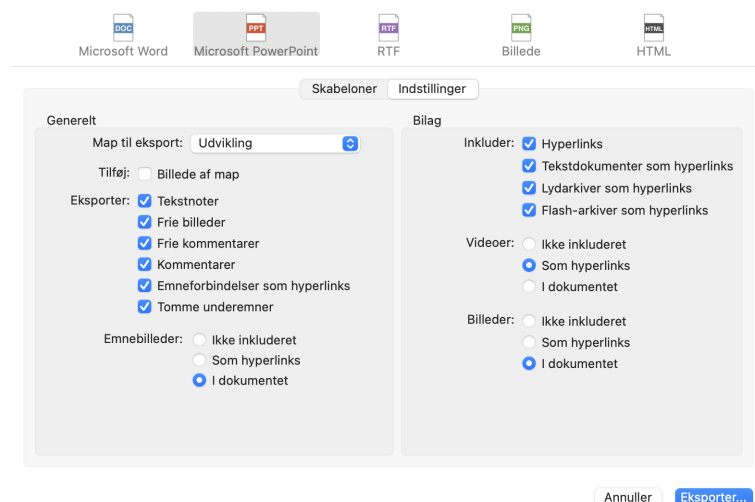 DOC
PPT
RTF
PNG
HTML
Microsoft Word
Microsoft PowerPoint
RTF
Billede
HTML
Skabeloner
Indstillinger
Generelt
Map til eksport: Udvikling
Tilføj: Billede af map
Eksporter: Tekstnoter
Frie billeder
Frie kommentarer
Kommentarer
Emneforbindelser som hyperlinks
Tomme underemner
Emnebilleder: Ikke inkluderet
Som hyperlinks
I dokumentet
Bilag
Inkluder: Hyperlinks
Tekstdokumenter som hyperlinks
Lydarkiver som hyperlinks
Flash-arkiver som hyperlinks
Videoer: Ikke inkluderet
Som hyperlinks
I dokumentet
Billeder: Ikke inkluderet
Som hyperlinks
I dokumentet
Annuller
Eksporter...